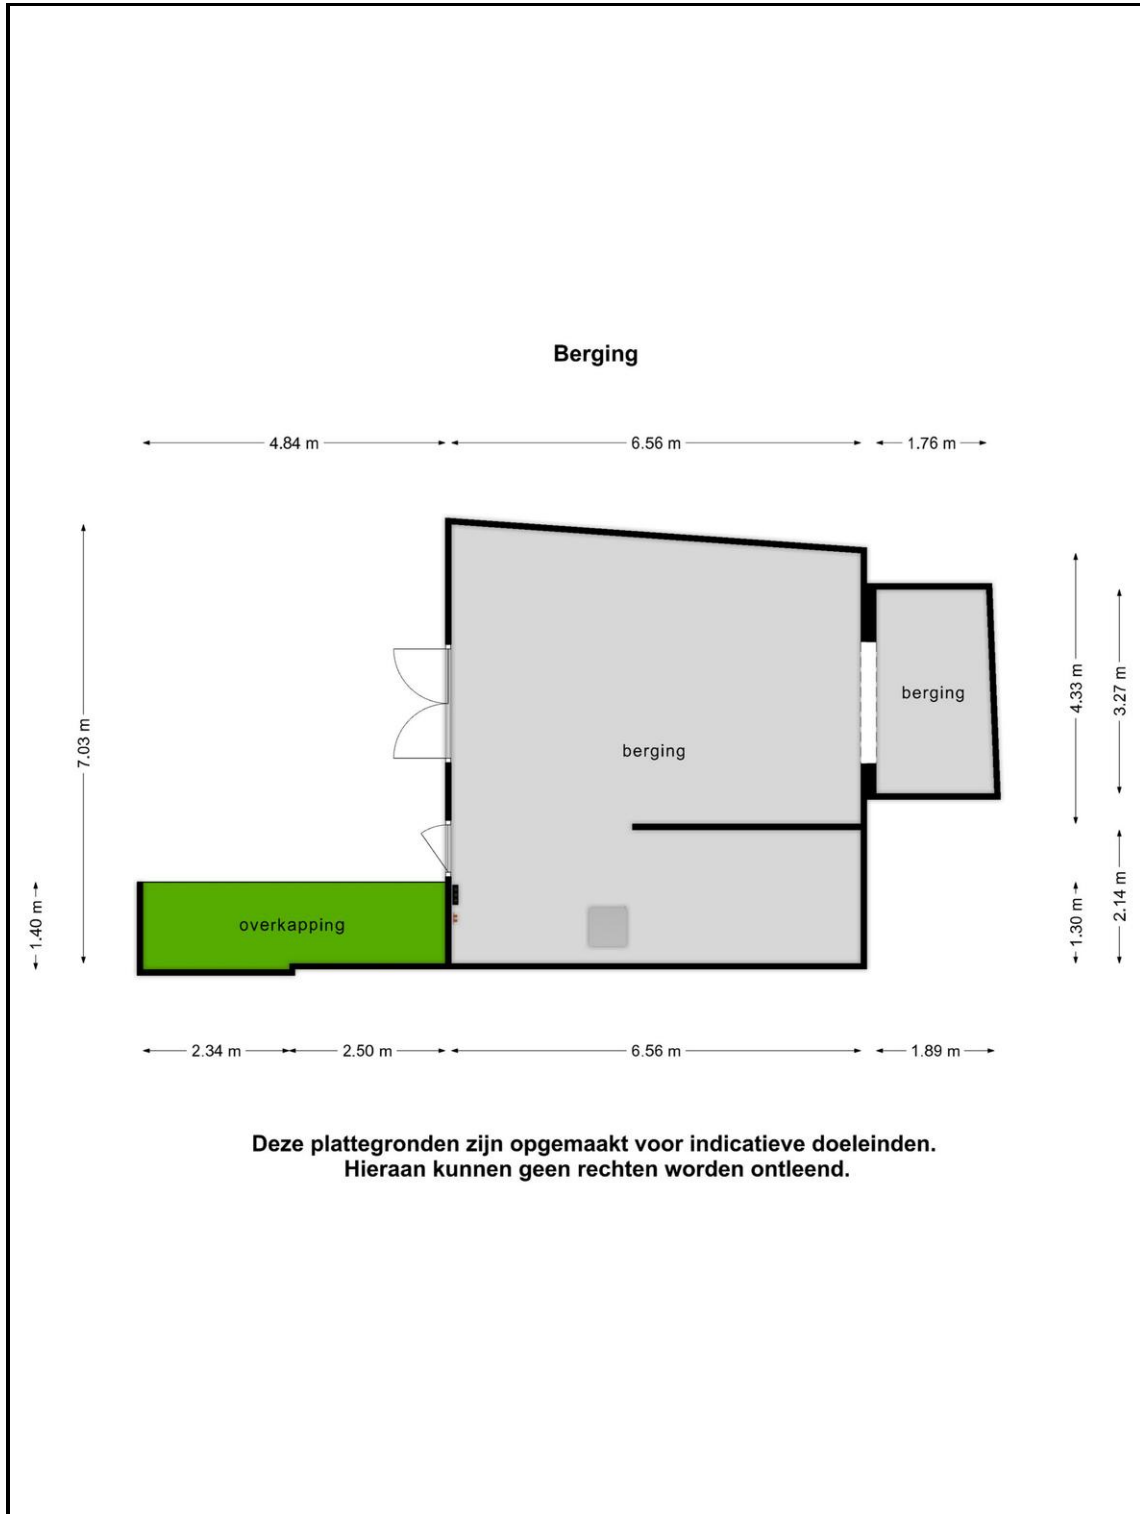 Berging
4.84 m
6.56 m
1.76 m
7.03 m
4.33 m
3.27 m
berging
berging
overkapping
1.40 m
1.30 m
2.14 m
2.34 m
2.50 m
6.56 m
1.89 m
Deze plattegronden zijn opgemaakt voor indicatieve doeleinden.
Hieraan kunnen geen rechten worden ontleend.